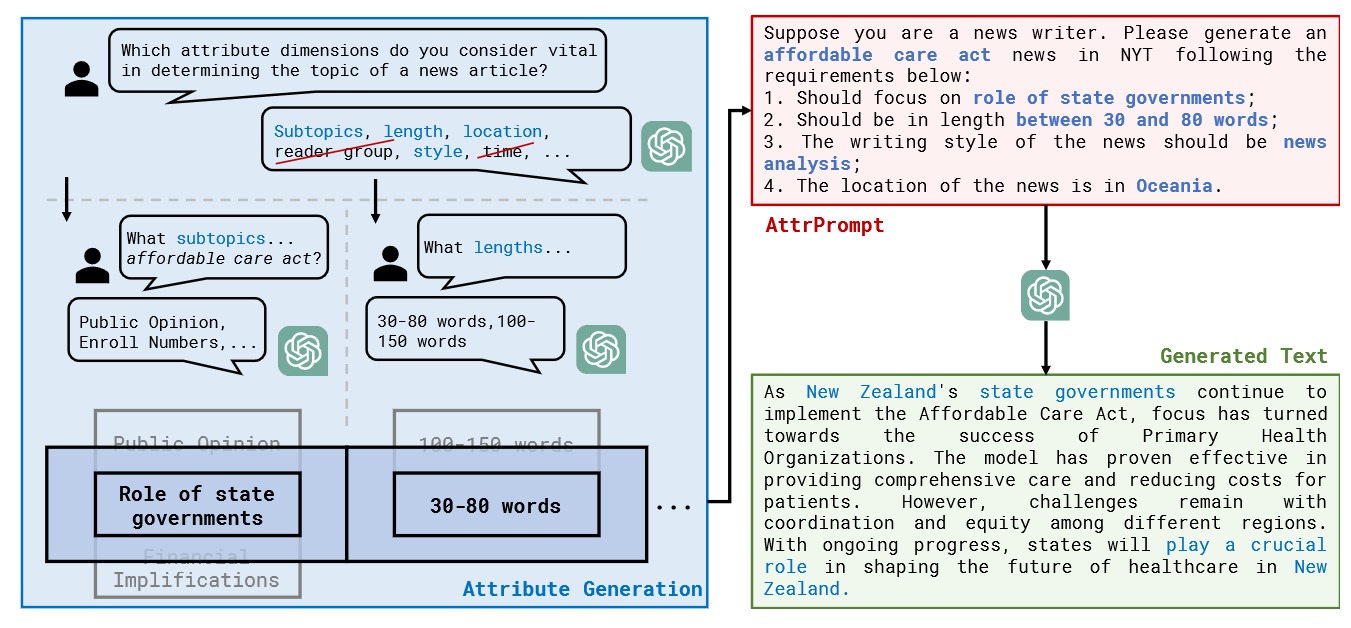 Which attribute dimensions do you consider vital
in determining the topic of a news article?
Subtopics, length, location,
reader group, style, time, ...
What subtopics...
affordable care act?
What lengths...
Public Opinion,
Enroll Numbers,...
30-80 words,100-
150 words
Public Opinion
100-150 words
Role of state
governments
30-80 words
...
Financial
Implifications
Attribute Generation
Suppose you are a news writer. Please generate an
affordable care act news in NYT following the
requirements below:
1. Should focus on role of state governments;
2. Should be in length between 30 and 80 words;
3. The writing style of the news should be news
analysis;
4. The location of the news is in Oceania.
AttrPrompt
Generated Text
As New Zealand's state governments continue to
implement the Affordable Care Act, focus has turned
towards the success of Primary Health
Organizations. The model has proven effective in
providing comprehensive care and reducing costs for
patients. However, challenges remain with
coordination and equity among different regions.
With ongoing progress, states will play a crucial
role in shaping the future of healthcare in New
Zealand.